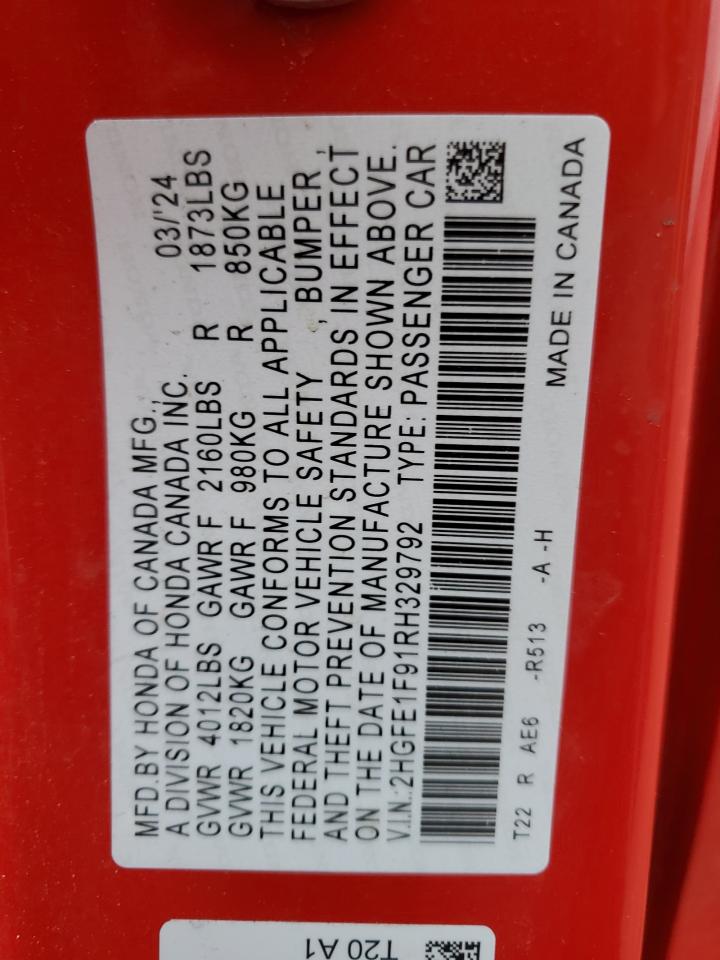 MFD.BY HONDA OF CANADA MFG., 03/'24
A DIVISION OF HONDA CANADA INC.
GVWR 4012LBS GAWR F 2160LBS R 1873LBS
GVWR 1820KG GAWR F 980KG R 850KG
THIS VEHICLE CONFORMS TO ALL APPLICABLE
FEDERAL MOTOR VEHICLE SAFETY , BUMPER ,
AND THEFT PREVENTION STANDARDS IN EFFECT
ON THE DATE OF MANUFACTURE SHOWN ABOVE.
V.I.N.:2HGFE1F91RH329792 TYPE: PASSENGER CAR
T22 R AE6 -R513 -A -H MADE IN CANADA
T20 A1